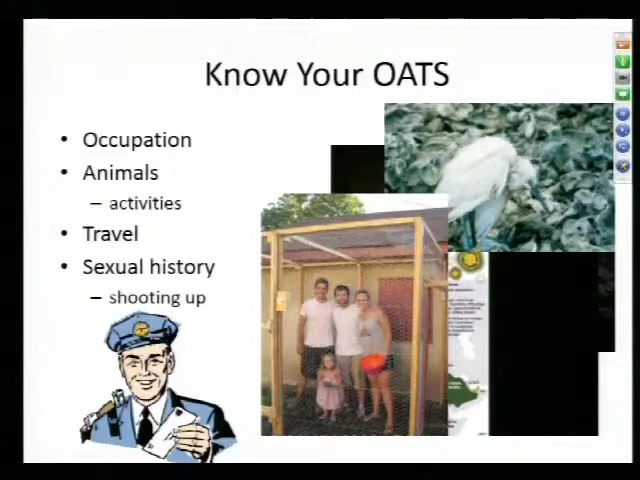 Know Your OATS
• Occupation
• Animals
– activities
• Travel
• Sexual history
– shooting up